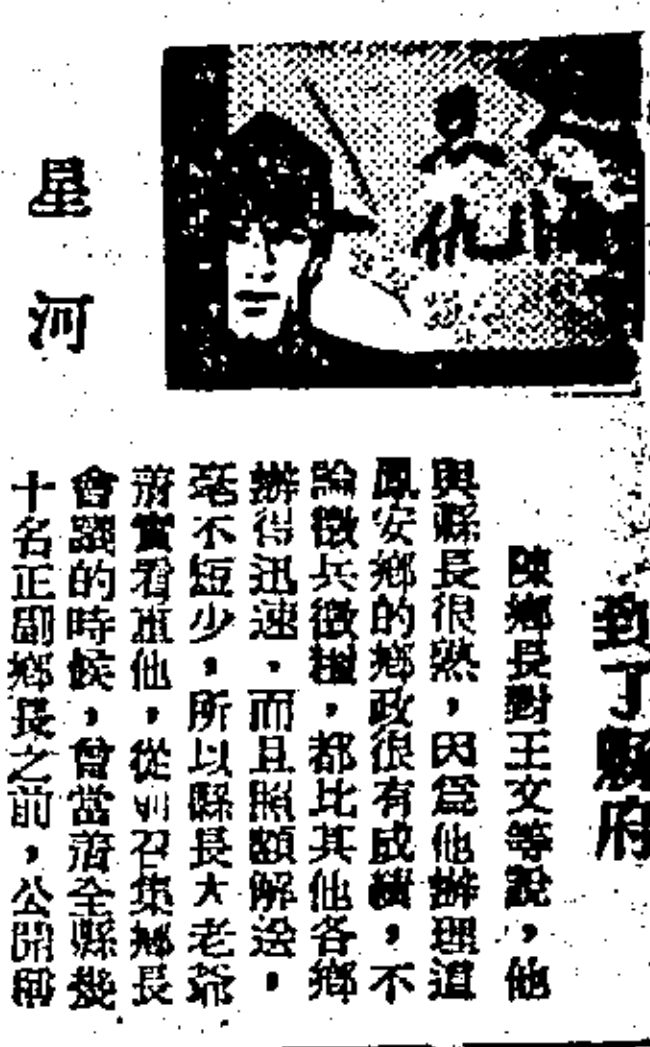 星河
到了縣府
陳鄉長對王文等說，他
與縣長很熟，因爲他辦理這
鳳安鄉的鄉政很有成績，不
論徵兵徵糧，都比其他各鄉
辦得迅速，而且照額解送，
毫不短少，所以縣長大老爺
着實看重他，從前召集鄉長
會議的時候，曾當着全縣幾
十名正副鄉長之前，公開稱